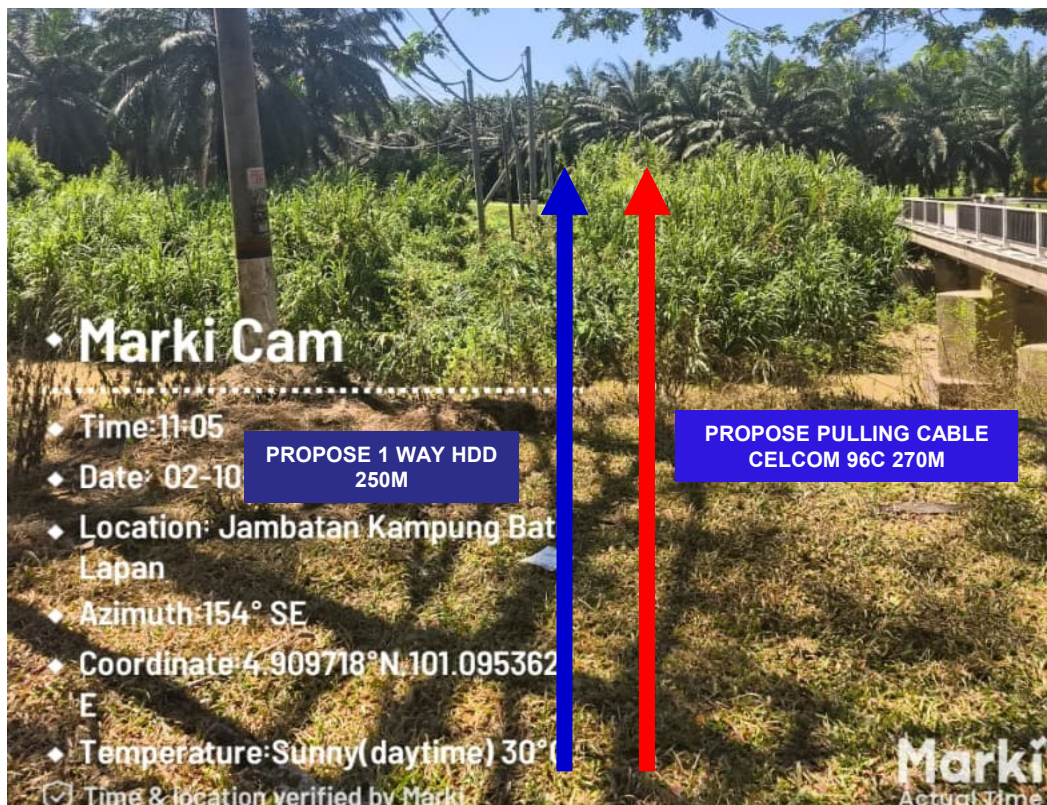 Marki Cam
Time:11:05
Date: 02-10-
PROPOSE 1 WAY HDD
250M
PROPOSE PULLING CABLE
CELCOM 96C 270M
Location: Jambatan Kampung Bat
Lapan
Azimuth:154° SE
Coordinate:4.909718°N,101.095362
E
Temperature:Sunny(daytime) 30°
Time & location verified by Marki
Marki
Actual Time